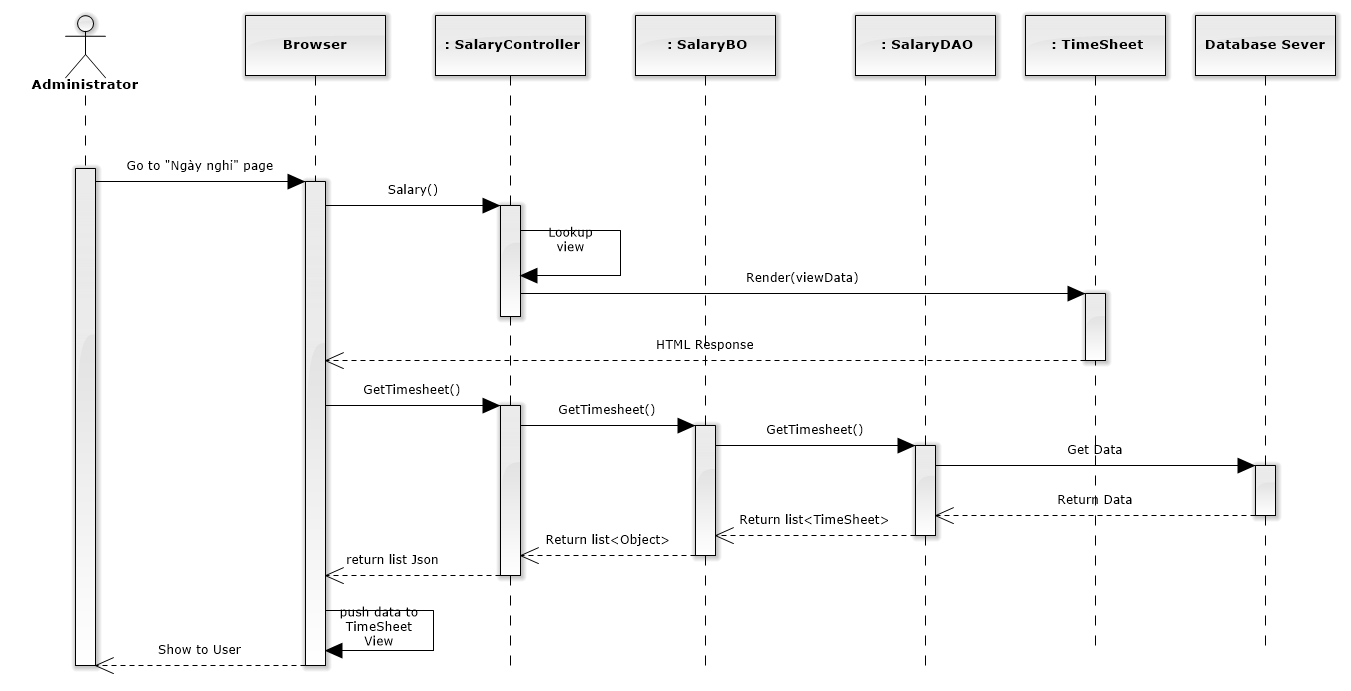 Administrator
Browser
: SalaryController
: SalaryBO
: SalaryDAO
: TimeSheet
Database Sever
Go to "Ngày nghỉ" page
Salary()
Lookup
view
Render(viewData)
HTML Response
GetTimesheet()
GetTimesheet()
GetTimesheet()
Get Data
Return Data
Return list<TimeSheet>
Return list<Object>
return list Json
push data to
TimeSheet
View
Show to User